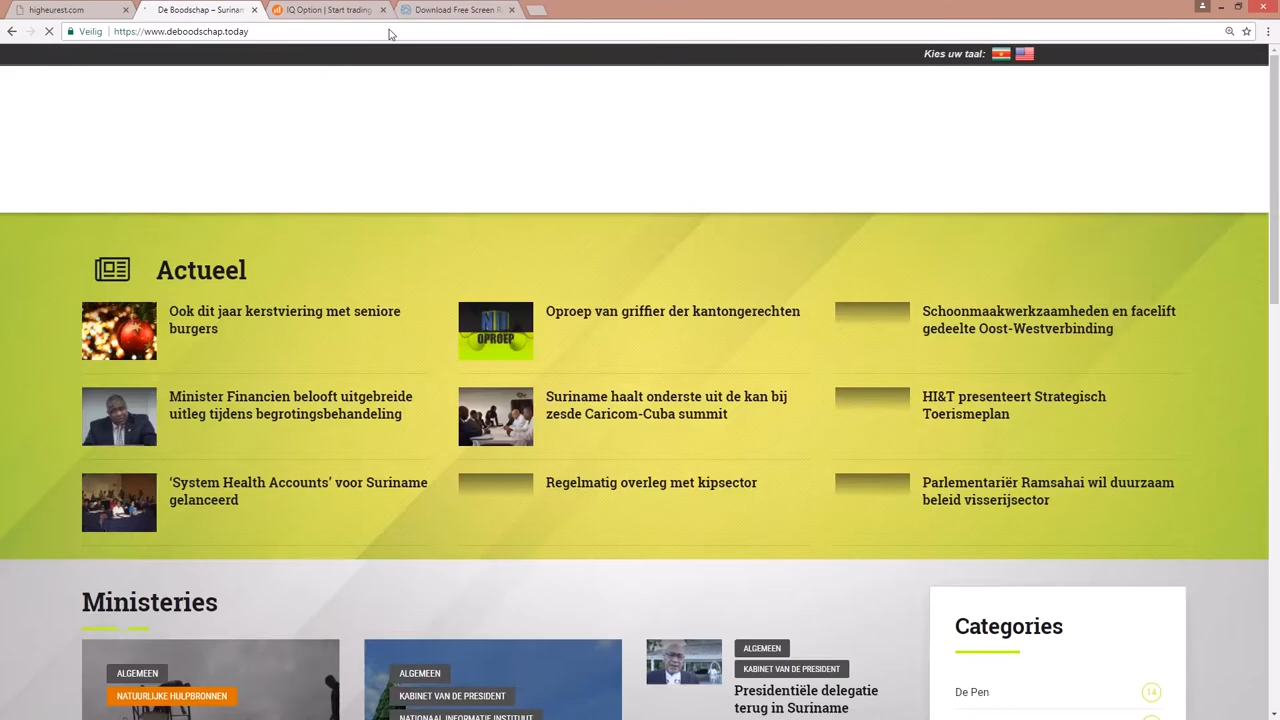 higheurest.com
De Boodschap – Surinam
IQ Option | Start trading
Download Free Screen R
Veilig
https://www.deboodschap.today
Kies uw taal:
Actueel
Ook dit jaar kerstviering met seniore
burgers
Oproep van griffier der kantongerechten
OPROEP
Schoonmaakwerkzaamheden en facelift
gedeelte Oost-Westverbinding
Minister Financien belooft uitgebreide
uitleg tijdens begrotingsbehandeling
Suriname haalt onderste uit de kan bij
zesde Caricom-Cuba summit
HI&T presenteert Strategisch
Toerismeplan
‘System Health Accounts’ voor Suriname
gelanceerd
Regelmatig overleg met kipsector
Parlementariër Ramsahai wil duurzaam
beleid visserijsector
Ministeries
ALGEMEEN
NATUURLIJKE HULPBRONNEN
ALGEMEEN
KABINET VAN DE PRESIDENT
NATIONAAL INFORMATIE INSTITUUT
ALGEMEEN
KABINET VAN DE PRESIDENT
Presidentiële delegatie
terug in Suriname
Categories
De Pen
14